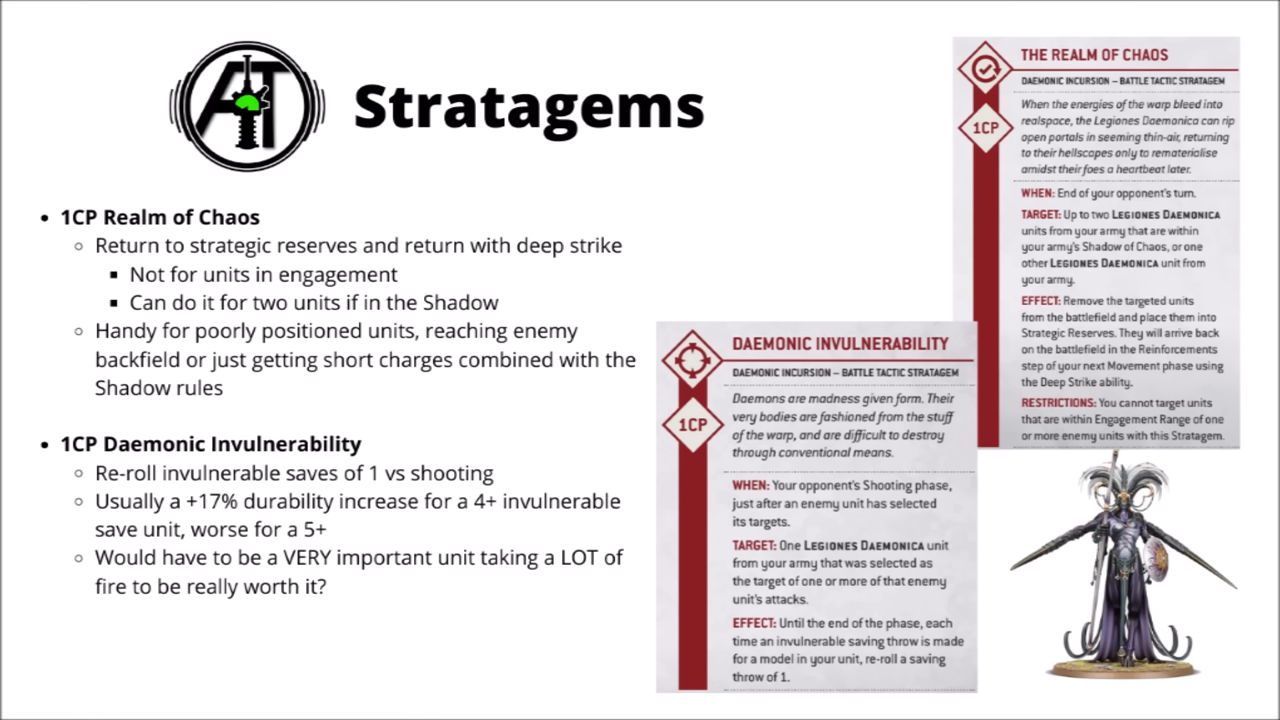 AT
Stratagems
• 1CP Realm of Chaos
◦ Return to strategic reserves and return with deep strike
▪ Not for units in engagement
▪ Can do it for two units if in the Shadow
◦ Handy for poorly positioned units, reaching enemy
backfield or just getting short charges combined with the
Shadow rules
• 1CP Daemonic Invulnerability
◦ Re-roll invulnerable saves of 1 vs shooting
◦ Usually a +17% durability increase for a 4+ invulnerable
save unit, worse for a 5+
◦ Would have to be a VERY important unit taking a LOT of
fire to be really worth it?
DAEMONIC INVULNERABILITY
DAEMONIC INCURSION – BATTLE TACTIC STRATAGEM
1CP
Daemons are madness given form. Their
very bodies are fashioned from the stuff
of the warp, and are difficult to destroy
through conventional means.
WHEN: Your opponent's Shooting phase,
just after an enemy unit has selected
its targets.
TARGET: One LEGIONES DAEMONICA unit
from your army that was selected as
the target of one or more of that enemy
unit's attacks.
EFFECT: Until the end of the phase, each
time an invulnerable saving throw is made
for a model in your unit, re-roll a saving
throw of 1.
THE REALM OF CHAOS
DAEMONIC INCURSION – BATTLE TACTIC STRATAGEM
1CP
When the energies of the warp bleed into
realspace, the Legiones Daemonica can rip
open portals in seeming thin-air, returning
to their hellscapes only to rematerialise
amidst their foes a heartbeat later.
WHEN: End of your opponent's turn.
TARGET: Up to two LEGIONES DAEMONICA
units from your army that are within
your army's Shadow of Chaos, or one
other LEGIONES DAEMONICA unit from
your army.
EFFECT: Remove the targeted units
from the battlefield and place them into
Strategic Reserves. They will arrive back
on the battlefield in the Reinforcements
step of your next Movement phase using
the Deep Strike ability.
RESTRICTIONS: You cannot target units
that are within Engagement Range of one
or more enemy units with this Stratagem.